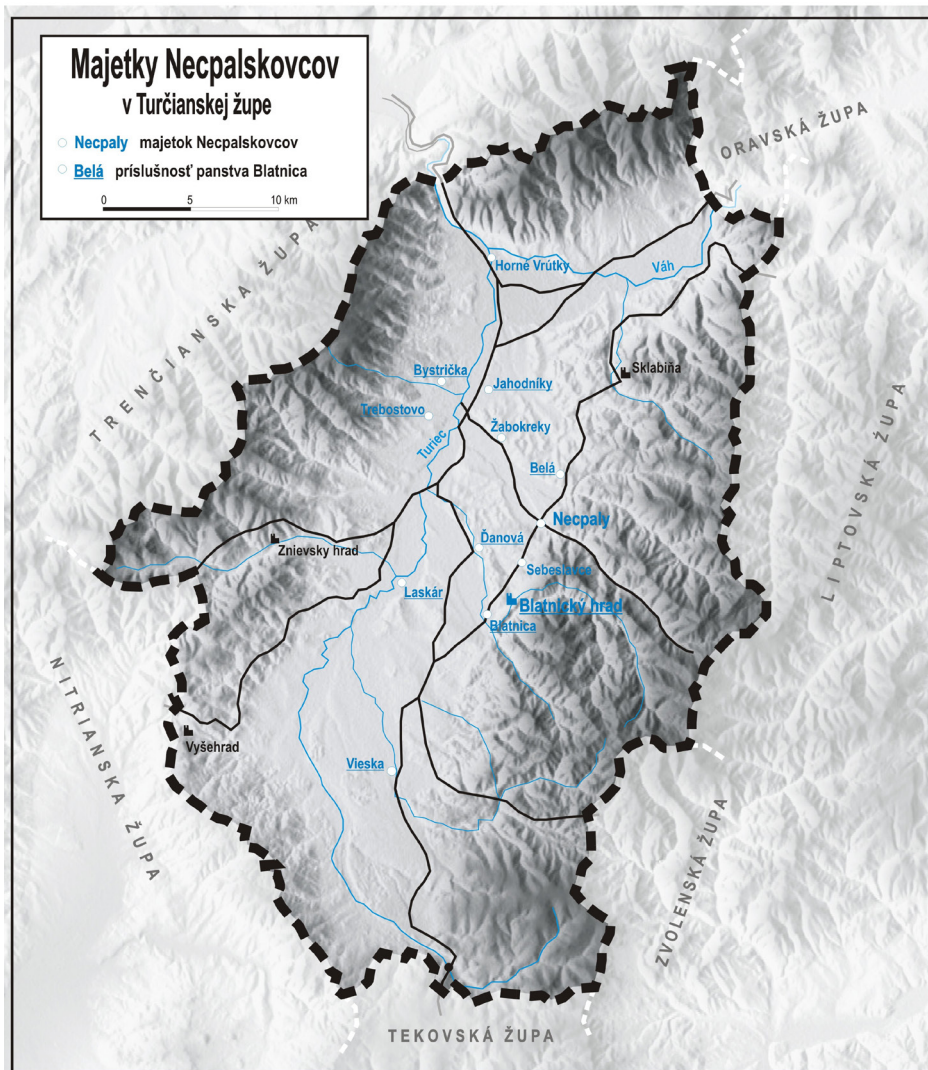 Majetky Necpalskovcov
v Turčianskej župe
Necpaly majetok Necpalskovcov
Belá príslušnosť panstva Blatnica
0 5 10 km
ORAVSKÁ ŽUPA
TRENČIANSKA ŽUPA
Horné Vrútky
Váh
Sklabiňa
Bystrička
Jahodníky
Trebostovo
Žabokreky
Turiec
Belá
LIPTOVSKÁ ŽUPA
Necpaly
Ďanová
Znievsky hrad
Sebeslavce
Laskár
Blatnický hrad
Blatnica
NITRIANSKA ŽUPA
Vyšehrad
Vieska
ZVOLENSKÁ ŽUPA
TEKOVSKÁ ŽUPA